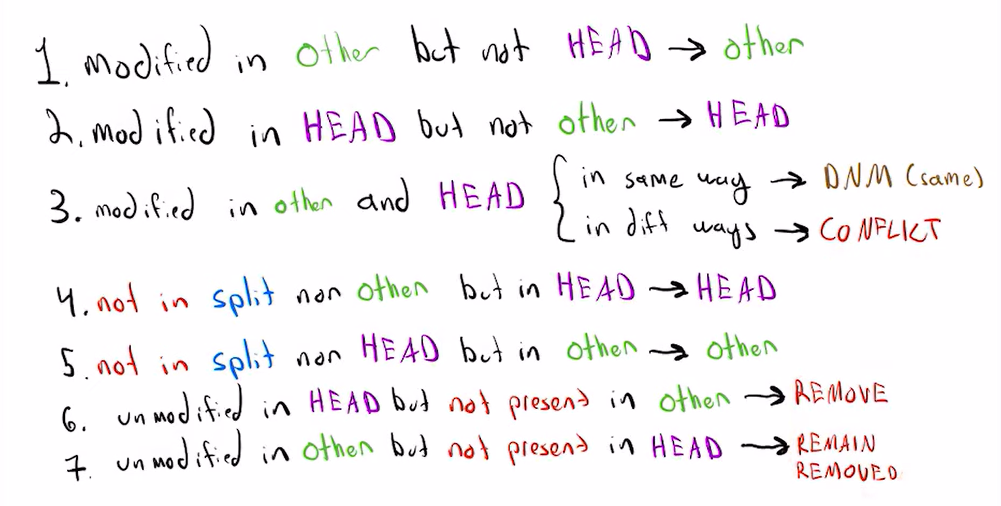 1. modified in other but not HEAD → other
2. modified in HEAD but not other → HEAD
3. modified in other and HEAD { in same way → DNM (same)
in diff ways → CONFLICT
4. not in split nor other but in HEAD → HEAD
5. not in split nor HEAD but in other → other
6. unmodified in HEAD but not present in other → REMOVE
7. unmodified in other but not present in HEAD → REMAIN
REMOVED